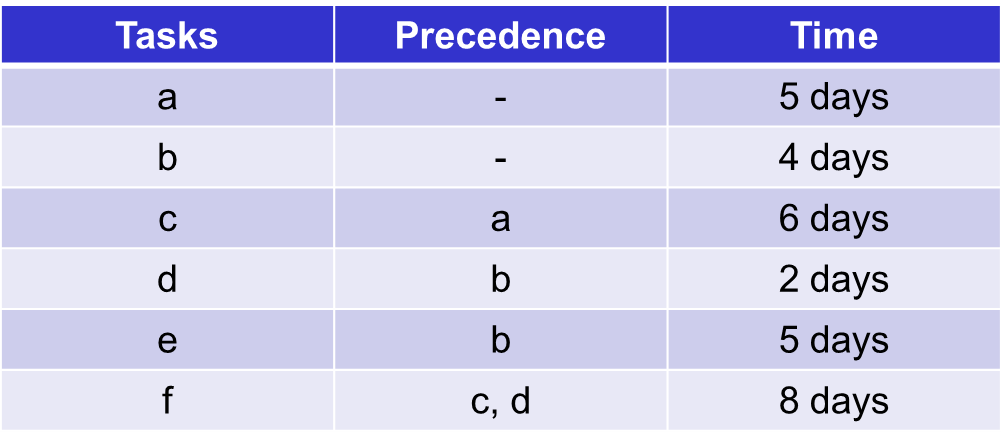 Tasks Precedence Time
a - 5 days
b - 4 days
c a 6 days
d b 2 days
e b 5 days
f c, d 8 days